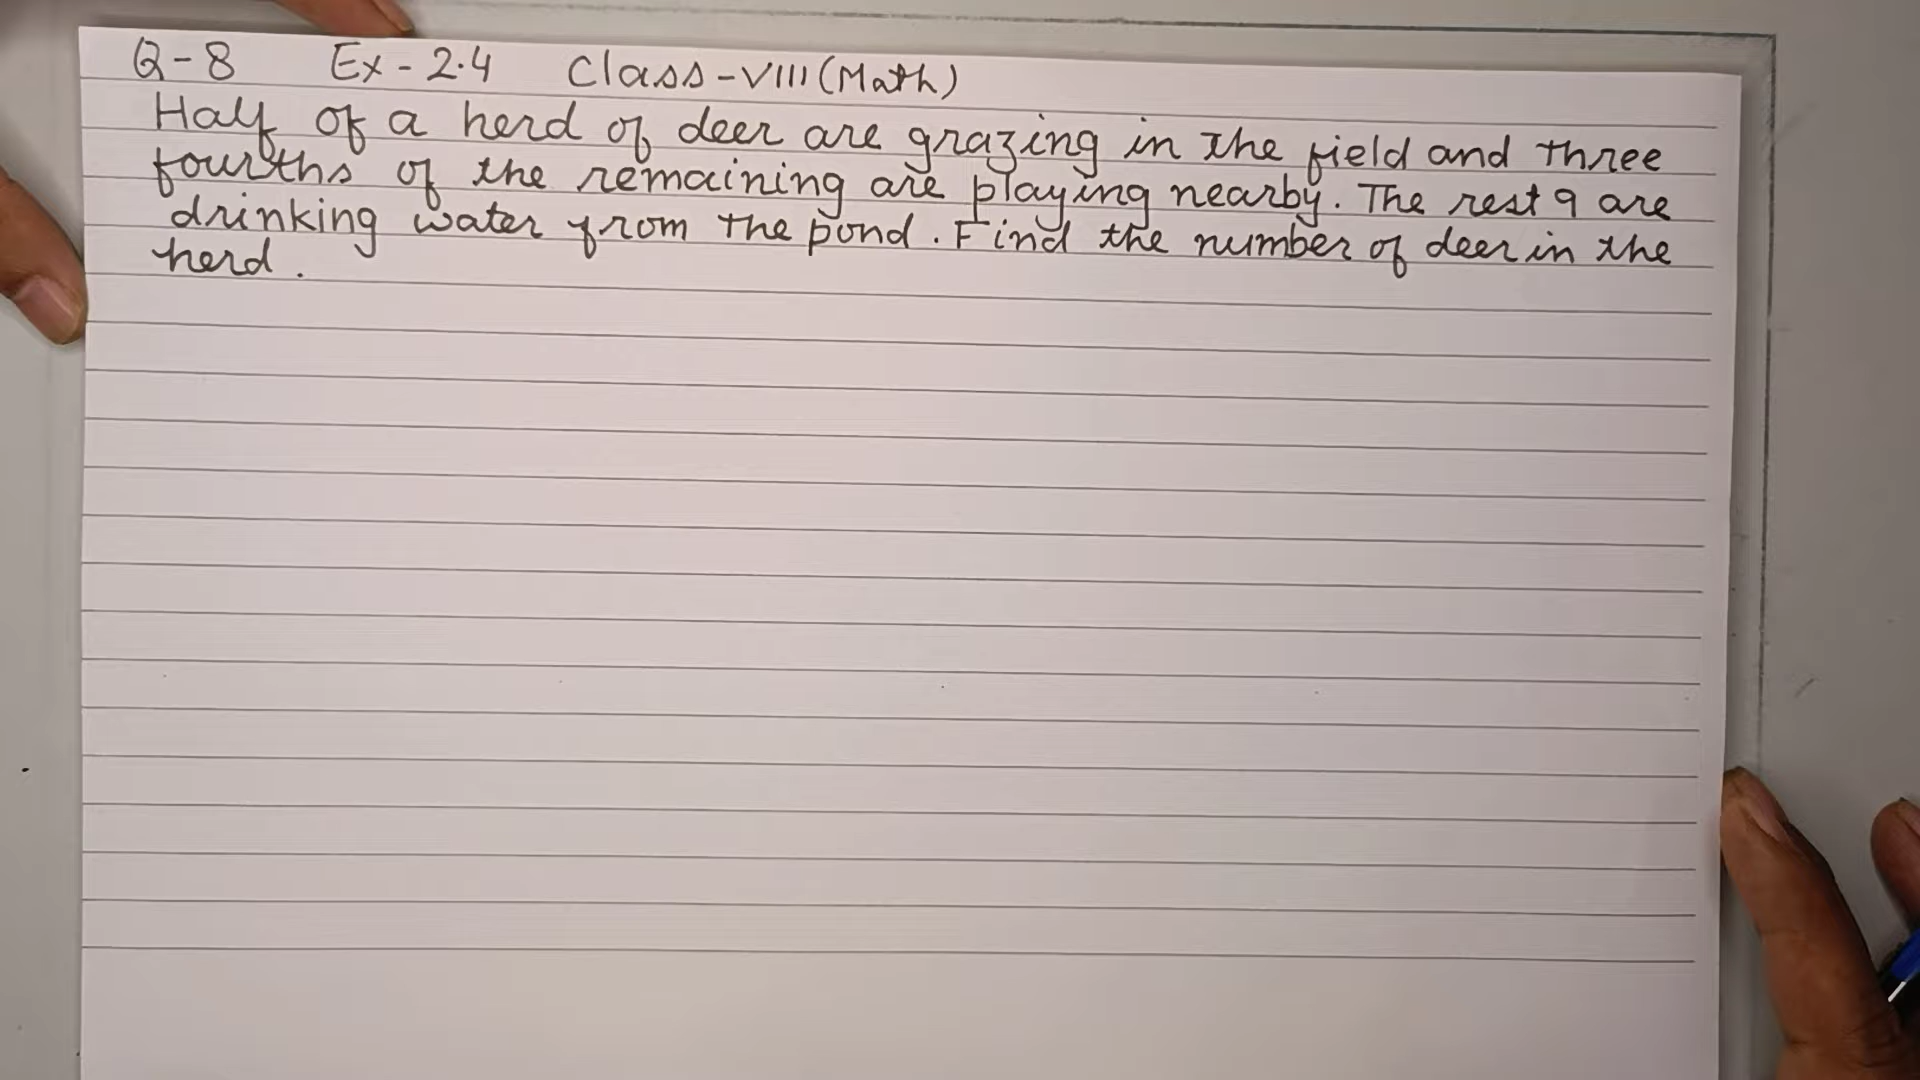 Q-8 Ex-2.4 Class-VIII (Math)
Half of a herd of deer are grazing in the field and three
fourths of the remaining are playing nearby. The rest 9 are
drinking water from the pond. Find the number of deer in the
herd.